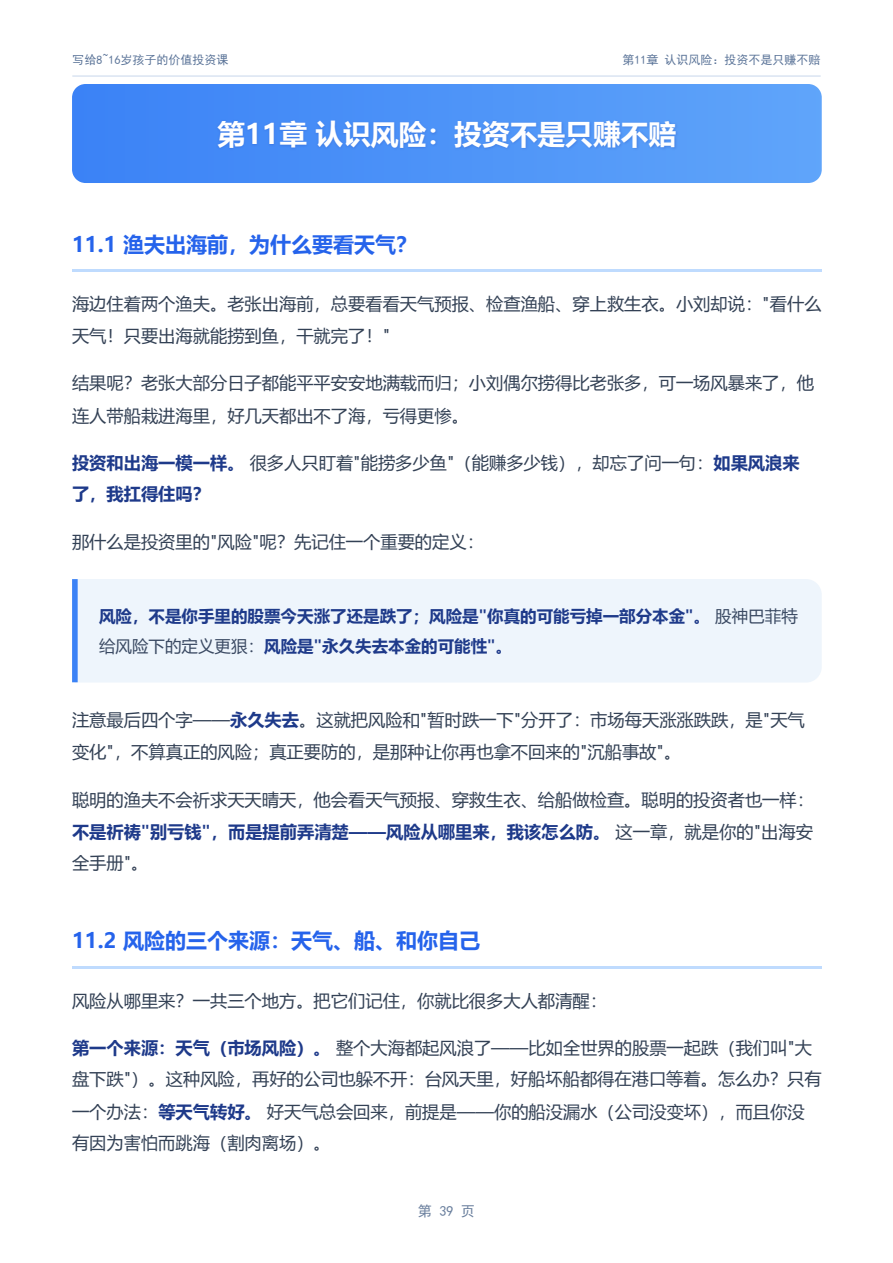 写给8~16岁孩子的价值投资课
第11章 认识风险：投资不是只赚不赔
第11章 认识风险：投资不是只赚不赔
11.1 渔夫出海前，为什么要看天气？
海边住着两个渔夫。老张出海前，总要看看天气预报、检查渔船、穿上救生衣。小刘却说："看什么
天气！只要出海就能捞到鱼，干就完了！"
结果呢？老张大部分日子都能平平安安地满载而归；小刘偶尔捞得比老张多，可一场风暴来了，他
连人带船栽进海里，好几天都出不了海，亏得更惨。
投资和出海一模一样。 很多人只盯着"能捞多少鱼"（能赚多少钱），却忘了问一句：如果风浪来
了，我扛得住吗？
那什么是投资里的"风险"呢？先记住一个重要的定义：
风险，不是你手里的股票今天涨了还是跌了；风险是"你真的可能亏掉一部分本金"。 股神巴菲特
给风险下的定义更狠：风险是"永久失去本金的可能性"。
注意最后四个字——永久失去。这就把风险和"暂时跌一下"分开了：市场每天涨涨跌跌，是"天气
变化"，不算真正的风险；真正要防的，是那种让你再也拿不回来的"沉船事故"。
聪明的渔夫不会祈求天天晴天，他会看天气预报、穿救生衣、给船做检查。聪明的投资者也一样：
不是祈祷"别亏钱"，而是提前弄清楚——风险从哪里来，我该怎么防。 这一章，就是你的"出海安
全手册"。
11.2 风险的三个来源：天气、船、和你自己
风险从哪里来？一共三个地方。把它们记住，你就比很多大人都清醒：
第一个来源：天气（市场风险）。 整个大海都起风浪了——比如全世界的股票一起跌（我们叫"大
盘下跌"）。这种风险，再好的公司也躲不开：台风天里，好船坏船都得在港口等着。怎么办？只有
一个办法：等天气转好。 好天气总会回来，前提是——你的船没漏水（公司没变坏），而且你没
有因为害怕而跳海（割肉离场）。
第 39 页